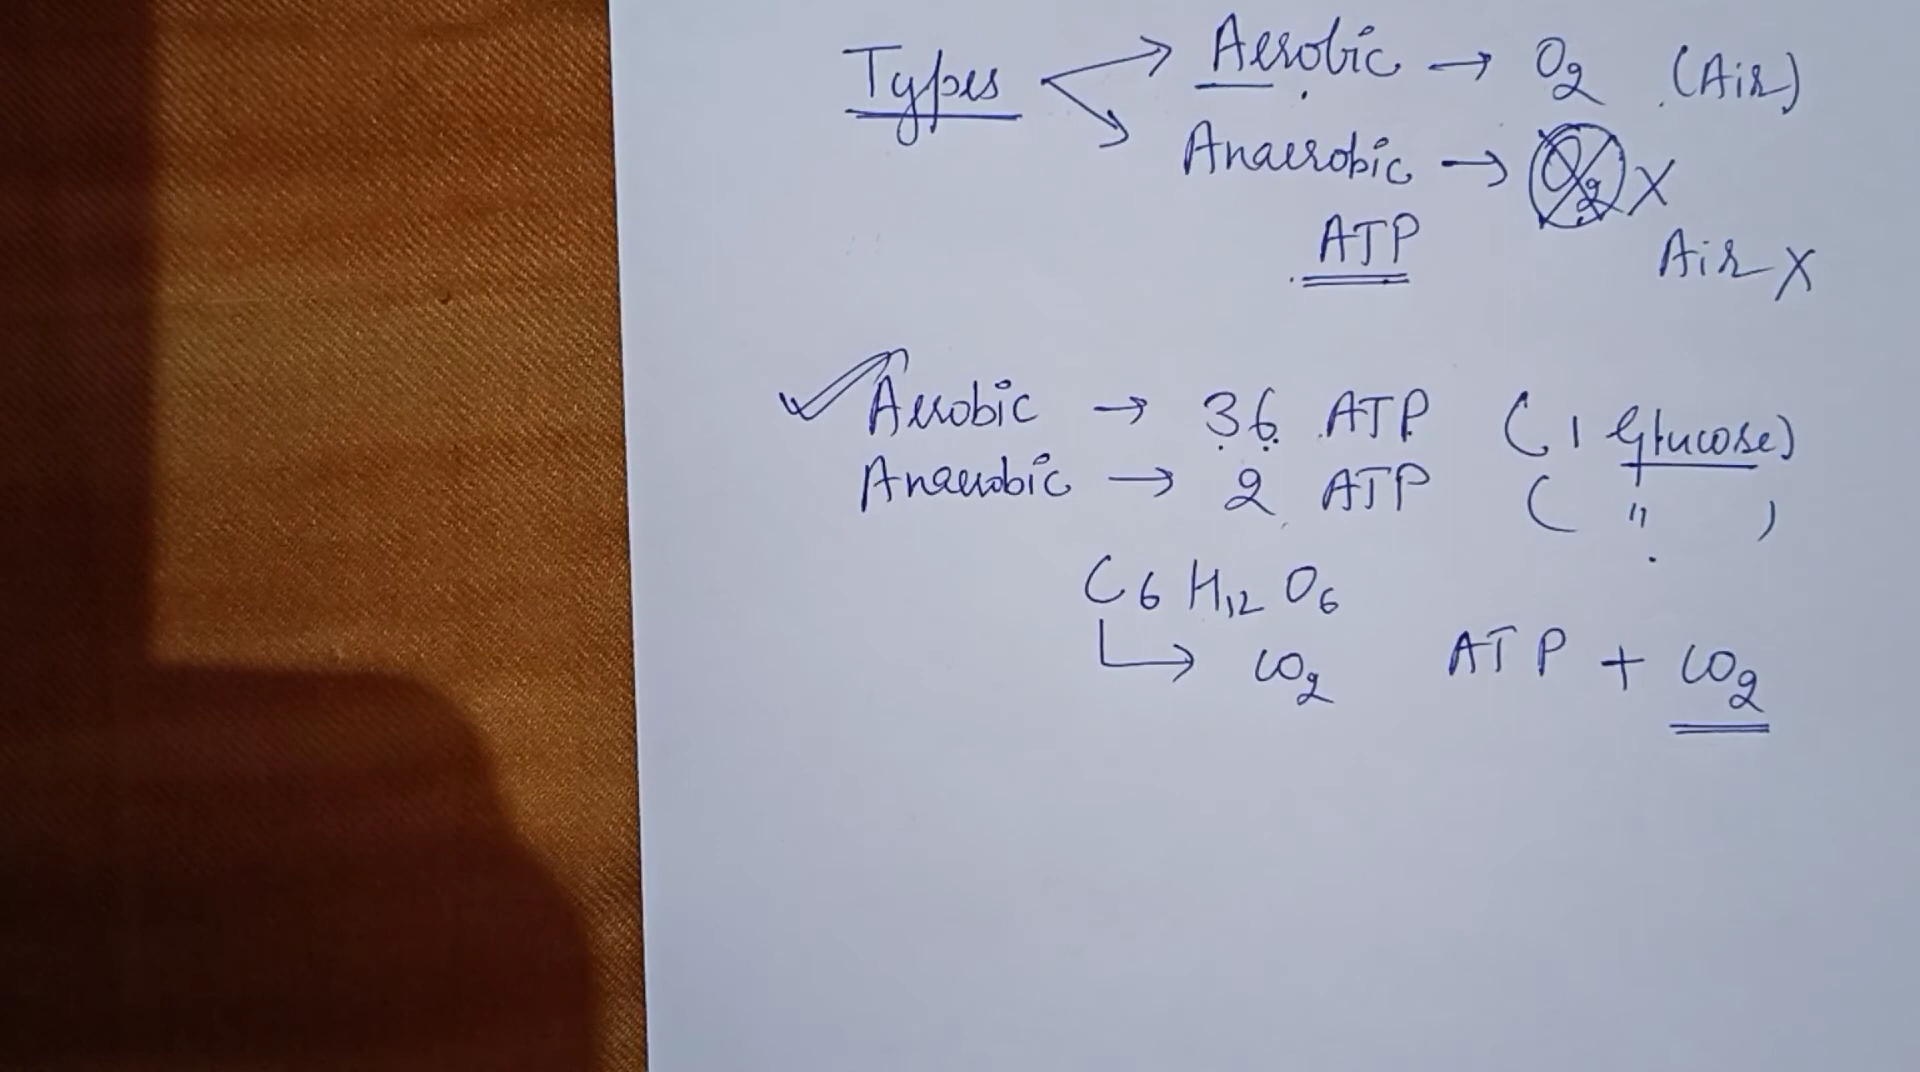 Types → Aerobic → O2 (Air)
→ Anaerobic → O2 X
ATP
Air X
✓ Aerobic → 36 ATP (1 Glucose)
Anaerobic → 2 ATP ( " )
C6 H12 O6
→ CO2 ATP + CO2